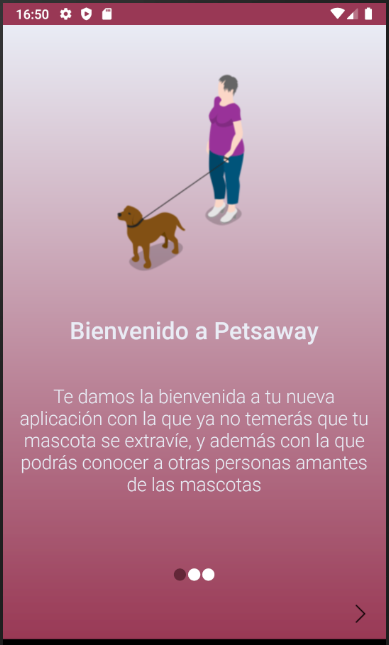 16:50
Bienvenido a Petsaway
Te damos la bienvenida a tu nueva
aplicación con la que ya no temerás que tu
mascota se extravíe, y además con la que
podrás conocer a otras personas amantes
de las mascotas